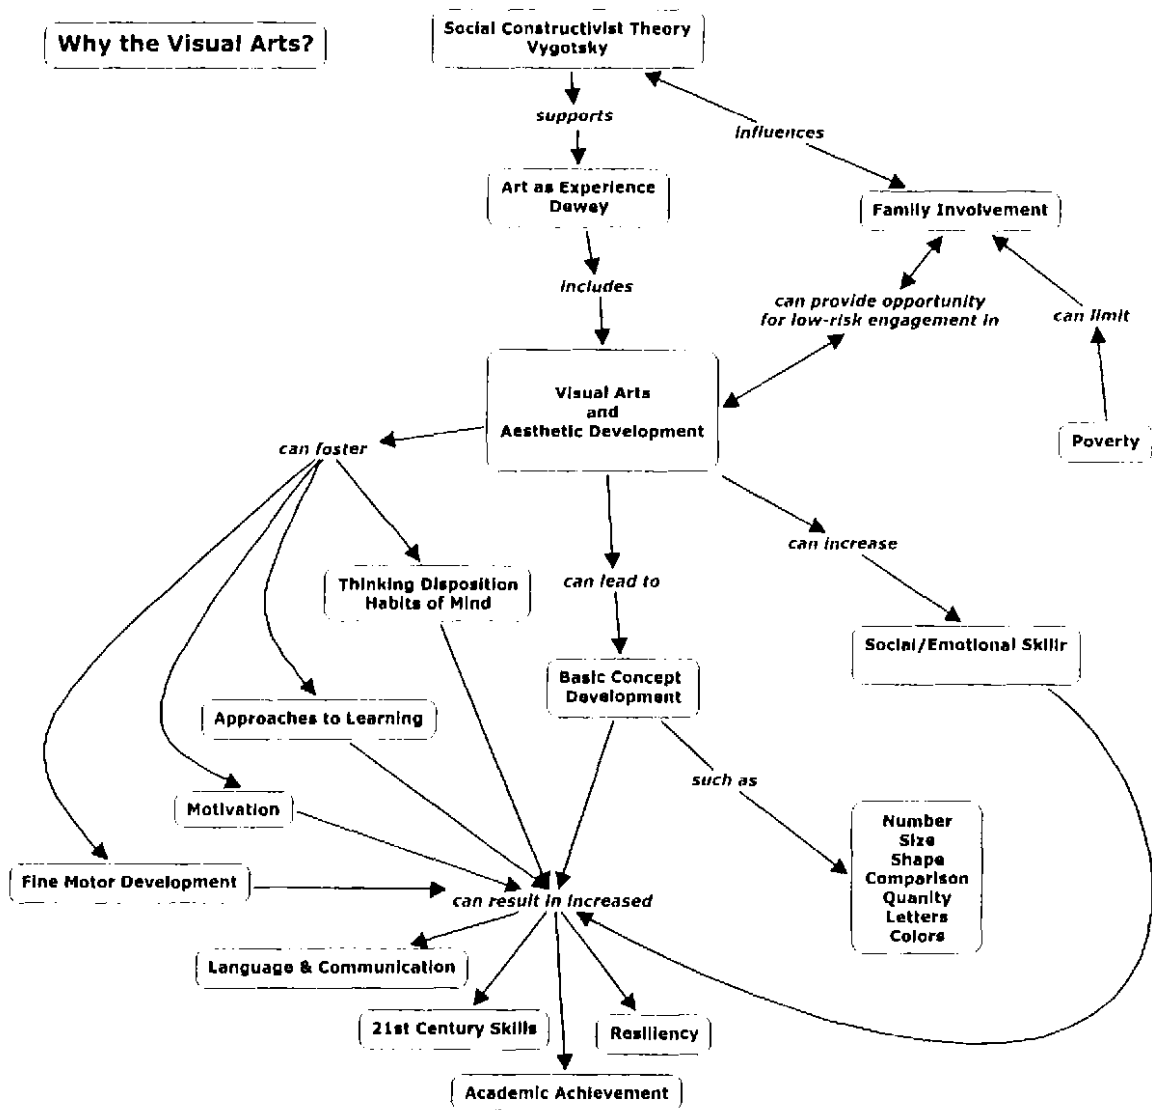 Why the Visual Arts?
Social Constructivist Theory
Vygotsky
supports
influences
Art as Experience
Dewey
Family Involvement
includes
can provide opportunity
for low-risk engagement in
can limit
Visual Arts
and
Aesthetic Development
Poverty
can foster
can increase
Thinking Disposition
Habits of Mind
can lead to
Social/Emotional Skillr
Basic Concept
Development
Approaches to Learning
such as
Motivation
Number
Size
Shape
Comparison
Quanity
Letters
Colors
Fine Motor Development
can result in increased
Language & Communication
21st Century Skills
Resiliency
Academic Achievement